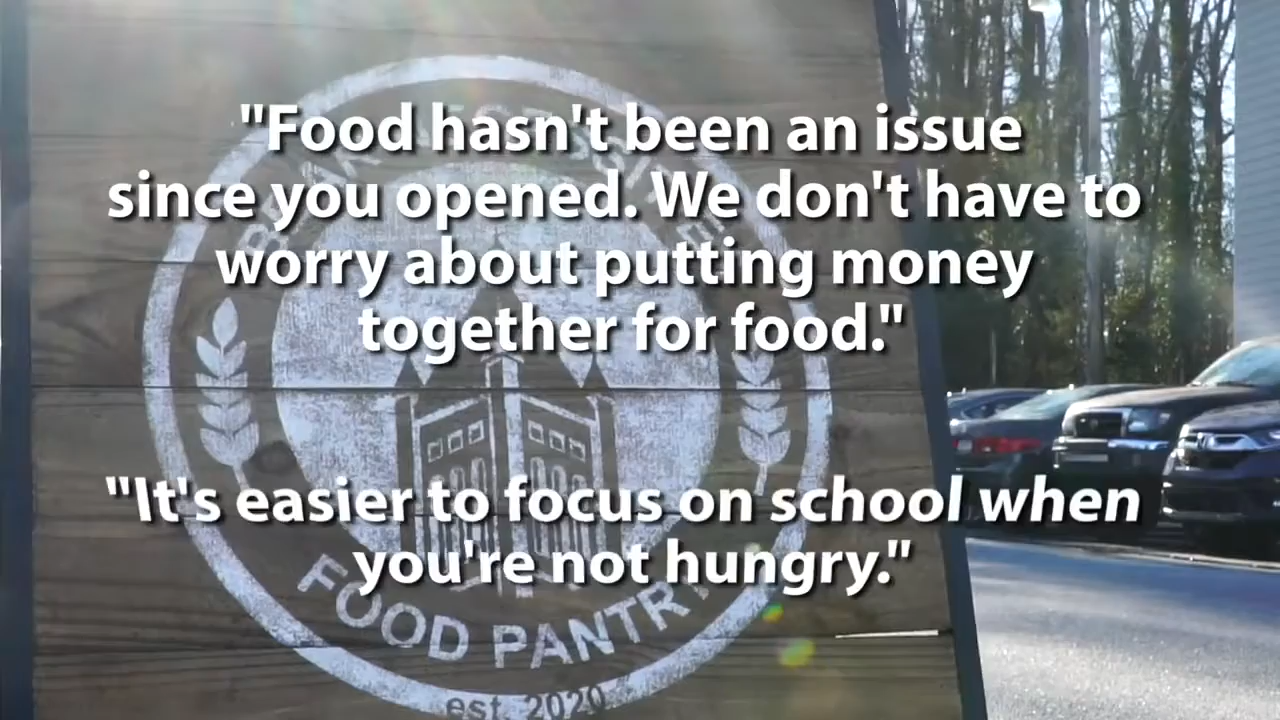 "Food hasn't been an issue
since you opened. We don't have to
worry about putting money
together for food."
"It's easier to focus on school when
you're not hungry."
FOOD PANTRY
est. 2020